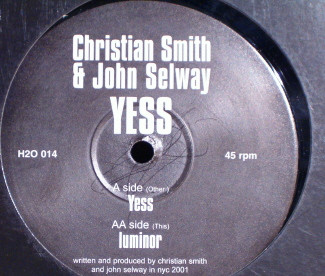 Christian Smith
& John Selway
YESS
H2O 014
45 rpm
A side (Other)
Yess
AA side (This)
luminor
written and produced by christian smith
and john selway in nyc 2001